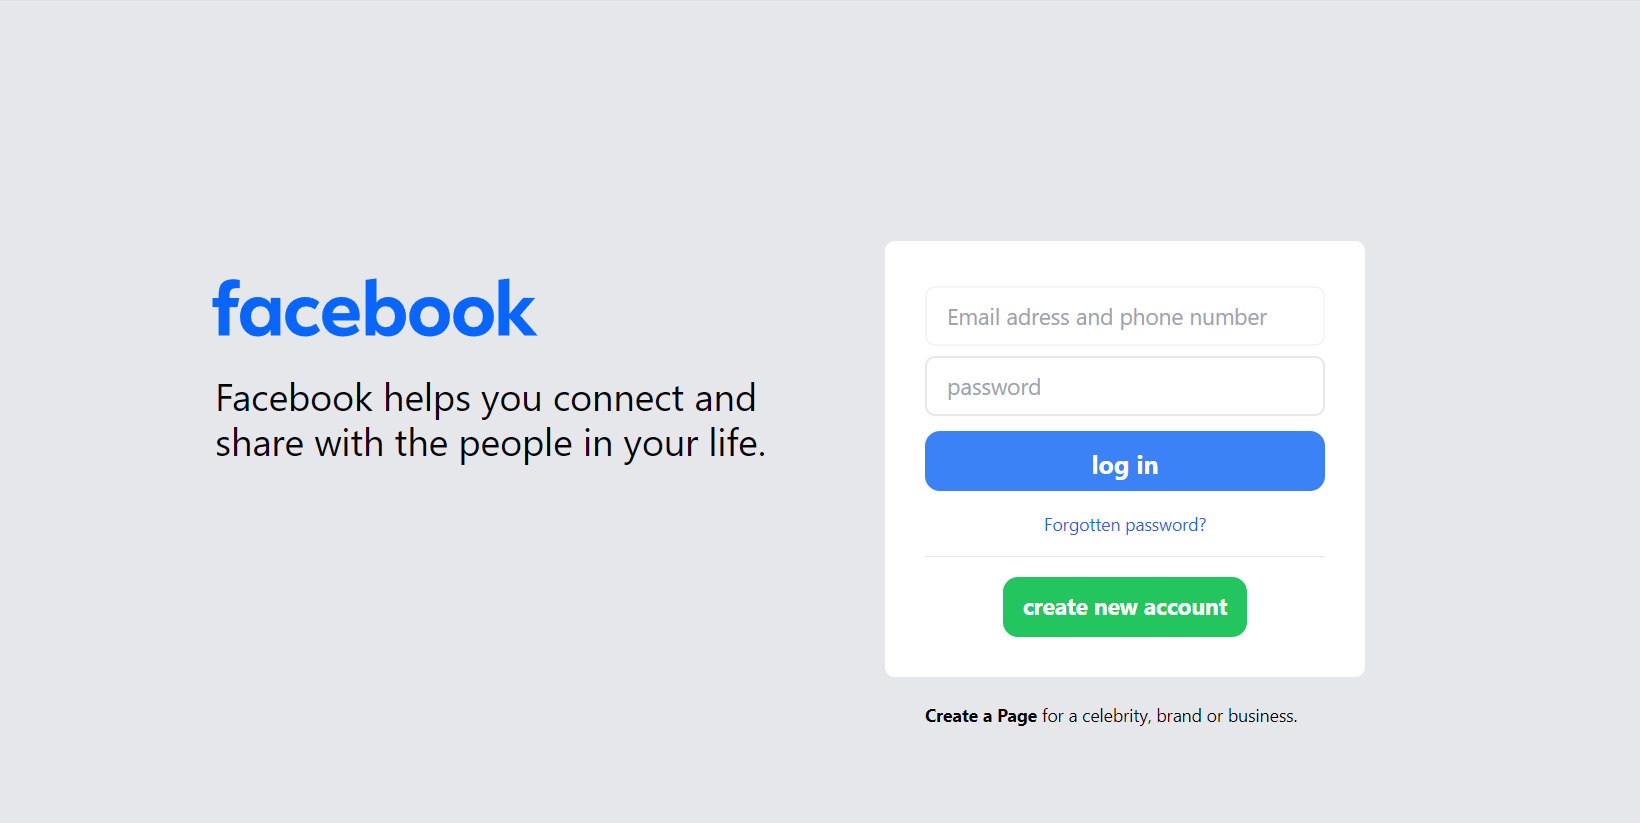 facebook
Facebook helps you connect and
share with the people in your life.
Email adress and phone number
password
log in
Forgotten password?
create new account
Create a Page for a celebrity, brand or business.